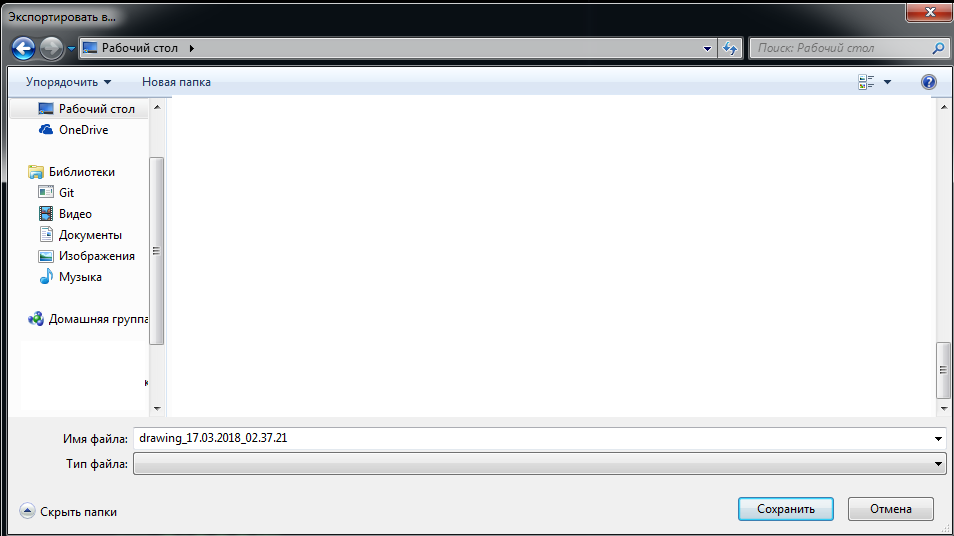 Экспортировать в...
Рабочий стол
Поиск: Рабочий стол
Упорядочить
Новая папка
Рабочий стол
OneDrive
Библиотеки
Git
Видео
Документы
Изображения
Музыка
Домашняя группа
Имя файла: drawing_17.03.2018_02.37.21
Тип файла:
Скрыть папки
Сохранить
Отмена